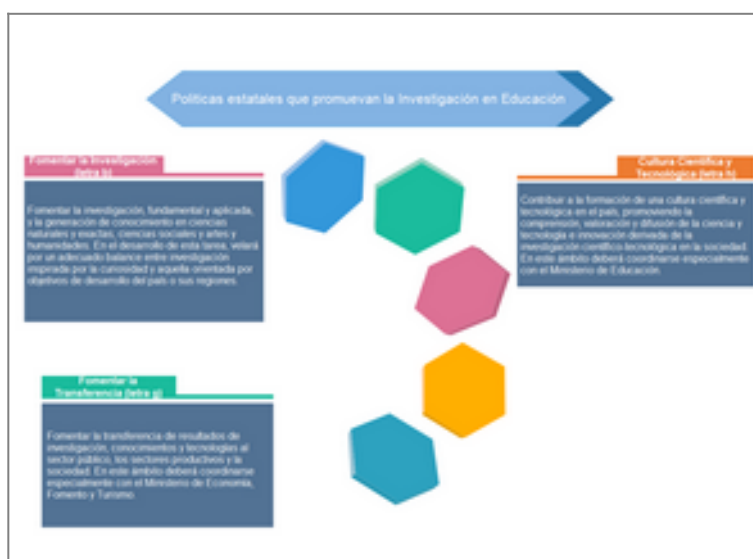 Políticas estatales que promuevan la Investigación en Educación
Fomentar la Investigación
(letra b)
Fomentar la investigación, fundamental y aplicada,
y la generación de conocimiento en ciencias
naturales y exactas, ciencias sociales y artes y
humanidades. En el desarrollo de esta tarea, velará
por un adecuado balance entre investigación
inspirada por la curiosidad y aquella orientada por
objetivos de desarrollo del país o sus regiones.
Cultura Científica y
Tecnológica (letra h)
Contribuir a la formación de una cultura científica y
tecnológica en el país, promoviendo la
comprensión, valoración y difusión de la ciencia y
tecnología e innovación derivada de la
investigación científico-tecnológica en la sociedad.
En este ámbito deberá coordinarse especialmente
con el Ministerio de Educación.
Fomentar la
Transferencia (letra g)
Fomentar la transferencia de resultados de
investigación, conocimientos y tecnologías al
sector público, los sectores productivos y la
sociedad. En este ámbito deberá coordinarse
especialmente con el Ministerio de Economía,
Fomento y Turismo.